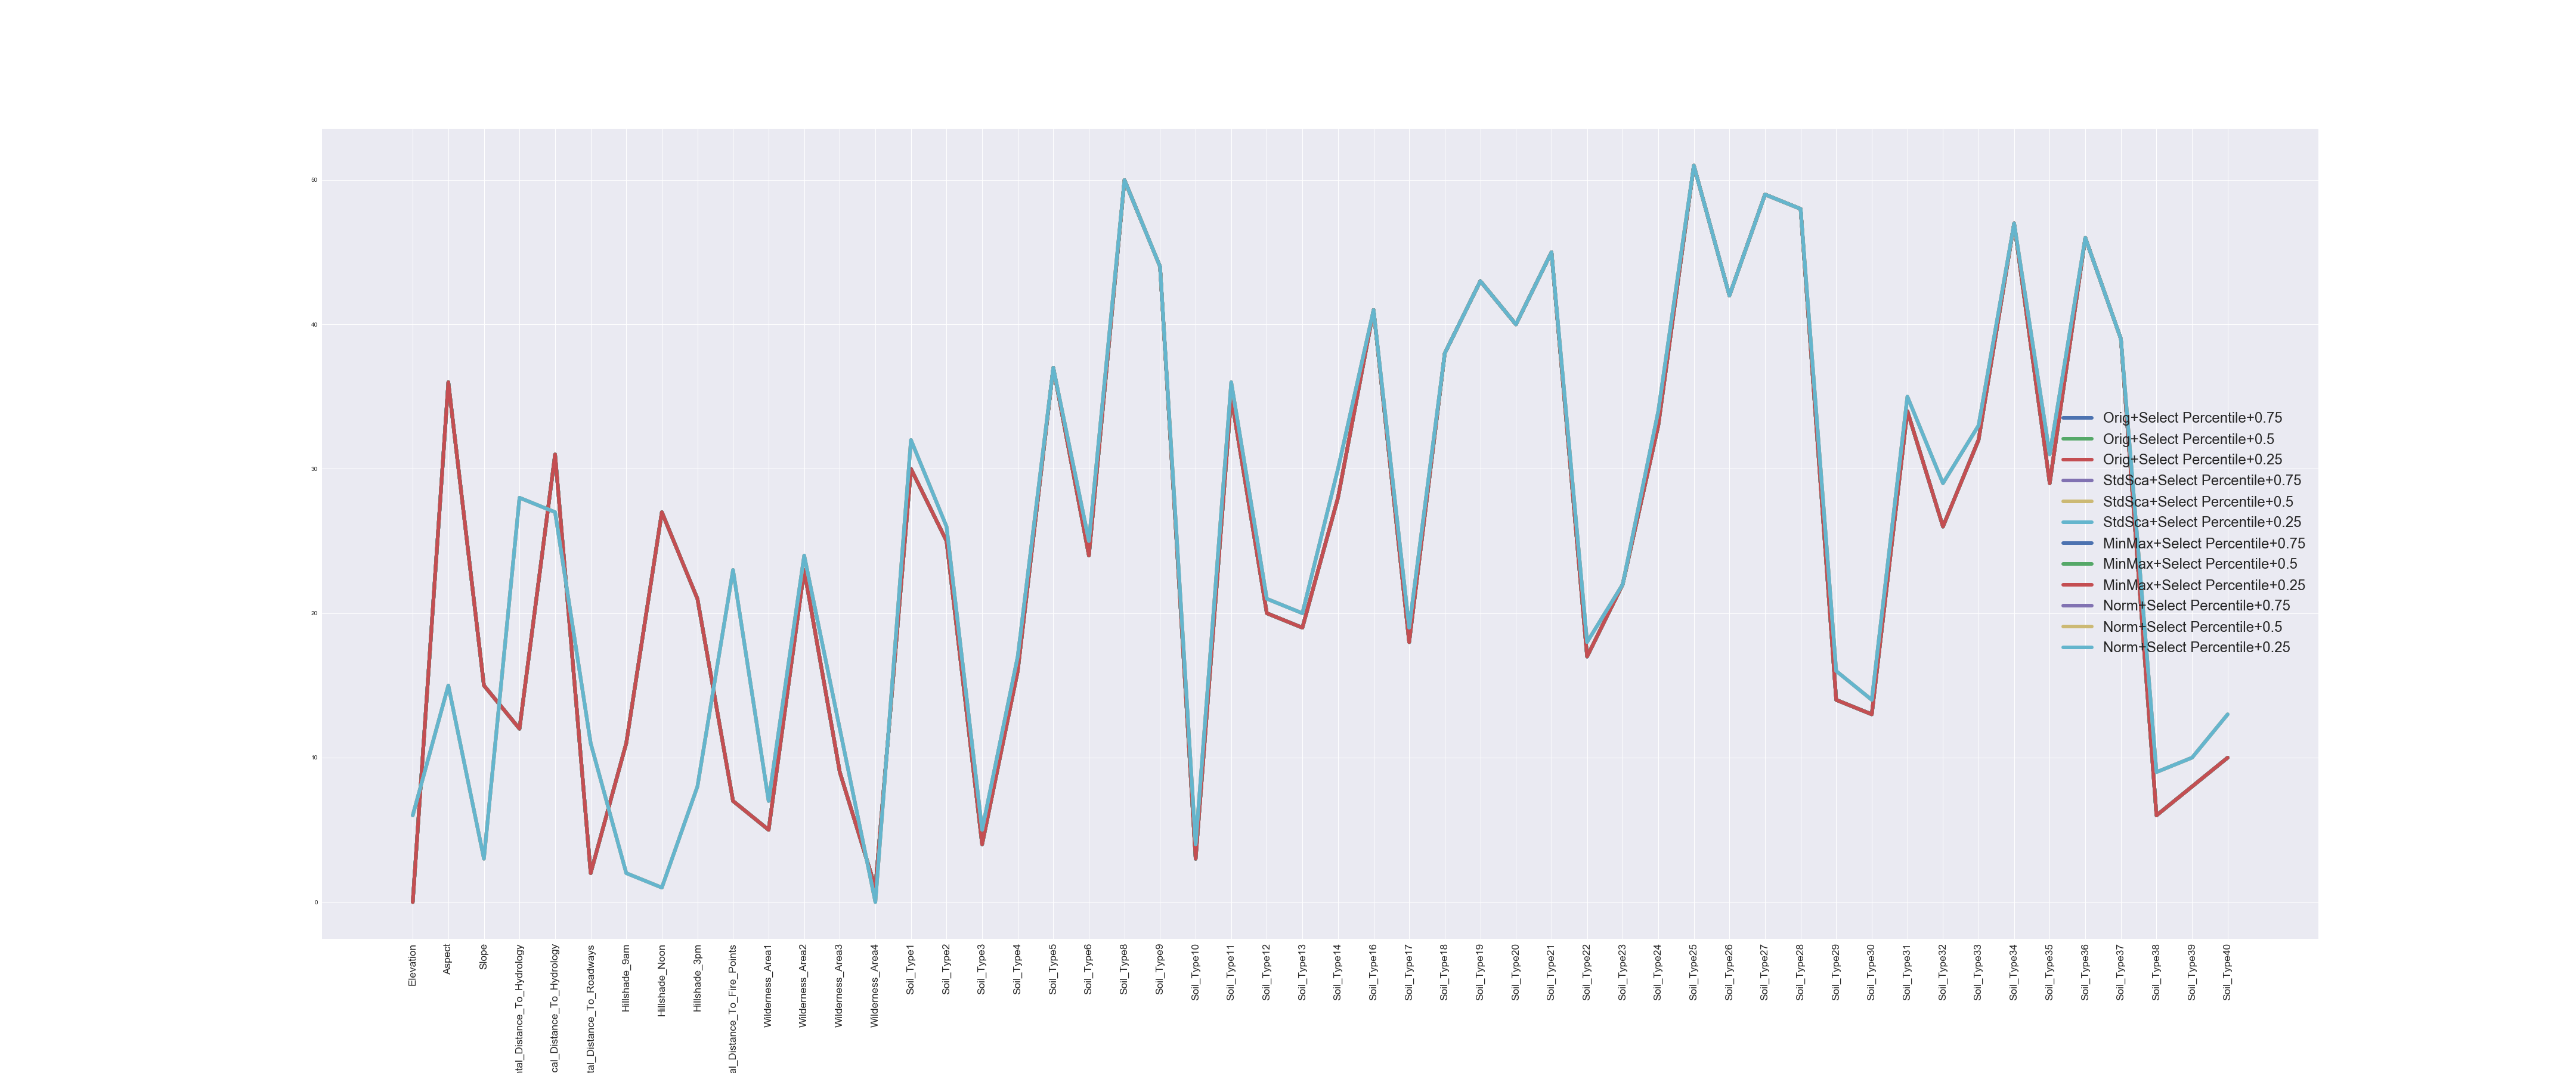 50
40
30
20
10
0
Orig+Select Percentile+0.75
Orig+Select Percentile+0.5
Orig+Select Percentile+0.25
StdSca+Select Percentile+0.75
StdSca+Select Percentile+0.5
StdSca+Select Percentile+0.25
MinMax+Select Percentile+0.75
MinMax+Select Percentile+0.5
MinMax+Select Percentile+0.25
Norm+Select Percentile+0.75
Norm+Select Percentile+0.5
Norm+Select Percentile+0.25
Elevation
Aspect
Slope
ntal_Distance_To_Hydrology
cal_Distance_To_Hydrology
tal_Distance_To_Roadways
Hillshade_9am
Hillshade_Noon
Hillshade_3pm
al_Distance_To_Fire_Points
Wilderness_Area1
Wilderness_Area2
Wilderness_Area3
Wilderness_Area4
Soil_Type1
Soil_Type2
Soil_Type3
Soil_Type4
Soil_Type5
Soil_Type6
Soil_Type8
Soil_Type9
Soil_Type10
Soil_Type11
Soil_Type12
Soil_Type13
Soil_Type14
Soil_Type16
Soil_Type17
Soil_Type18
Soil_Type19
Soil_Type20
Soil_Type21
Soil_Type22
Soil_Type23
Soil_Type24
Soil_Type25
Soil_Type26
Soil_Type27
Soil_Type28
Soil_Type29
Soil_Type30
Soil_Type31
Soil_Type32
Soil_Type33
Soil_Type34
Soil_Type35
Soil_Type36
Soil_Type37
Soil_Type38
Soil_Type39
Soil_Type40